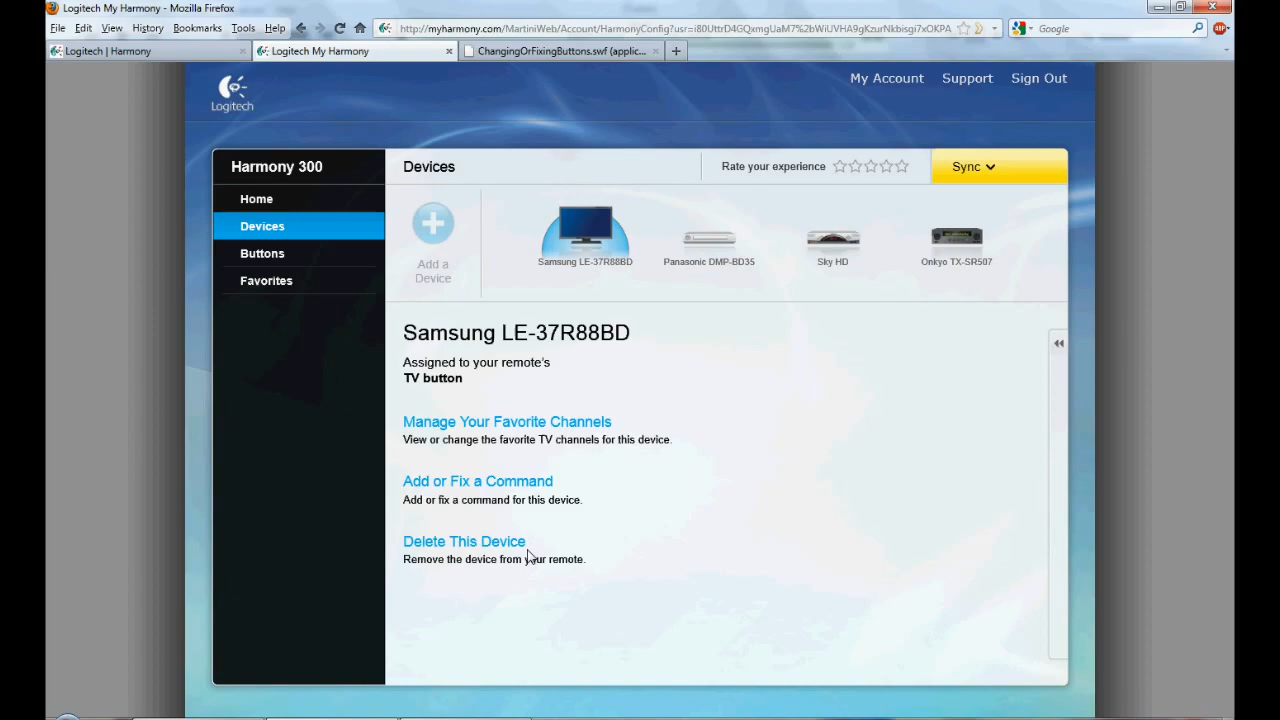 Logitech My Harmony - Mozilla Firefox
File Edit View History Bookmarks Tools Help
http://myharmony.com/MartiniWeb/Account/HarmonyConfig?usr=i80UttrD4GQxmgUaM7%2bWiUVHA9gKzurNkbisgi7xOKPA
Google
ABP
Logitech | Harmony
Logitech My Harmony
ChangingOrFixingButtons.swf (applic...
Logitech
My Account Support Sign Out
Harmony 300
Devices
Rate your experience
Sync
Home
Devices
Buttons
Favorites
Add a
Device
Samsung LE-37R88BD
Panasonic DMP-BD35
Sky HD
Onkyo TX-SR507
Samsung LE-37R88BD
Assigned to your remote's
TV button
Manage Your Favorite Channels
View or change the favorite TV channels for this device.
Add or Fix a Command
Add or fix a command for this device.
Delete This Device
Remove the device from your remote.